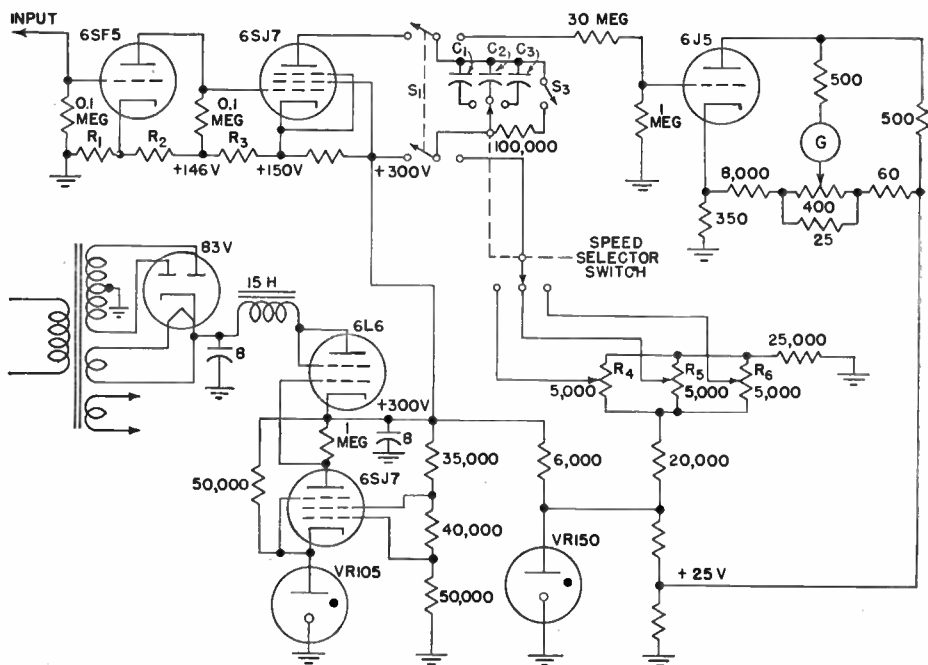 INPUT
6SF5
6SJ7
30 MEG
6J5
C1
C2
C3
S1
S3
0.1 MEG
0.1 MEG
1 MEG
500
500
G
R1
R2
R3
+146V
+150V
+300V
100,000
8,000
400
60
25
350
83V
15 H
8
6L6
SPEED SELECTOR SWITCH
R4
5,000
R5
5,000
R6
5,000
25,000
+300V
1 MEG
8
50,000
6SJ7
35,000
6,000
20,000
40,000
VR105
50,000
VR150
+ 25 V